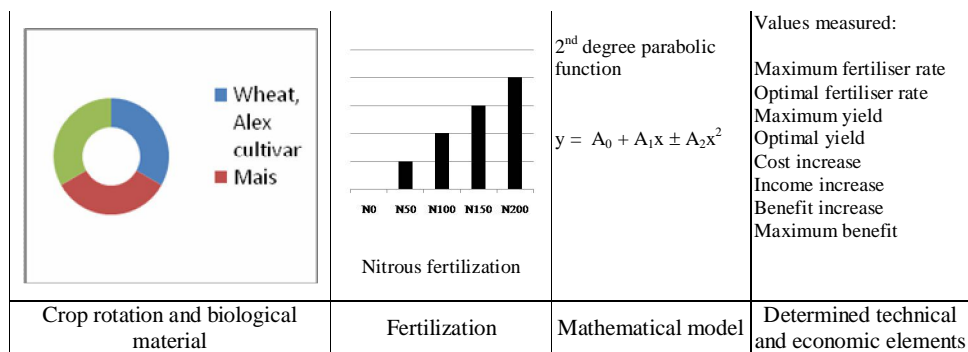 Wheat,
Alex
cultivar
Mais
Crop rotation and biological
material
N0 N50 N100 N150 N200
Nitrous fertilization
Fertilization
2nd degree parabolic
function
y = A0 + A1x ± A2x2
Mathematical model
Values measured:
Maximum fertiliser rate
Optimal fertiliser rate
Maximum yield
Optimal yield
Cost increase
Income increase
Benefit increase
Maximum benefit
Determined technical
and economic elements